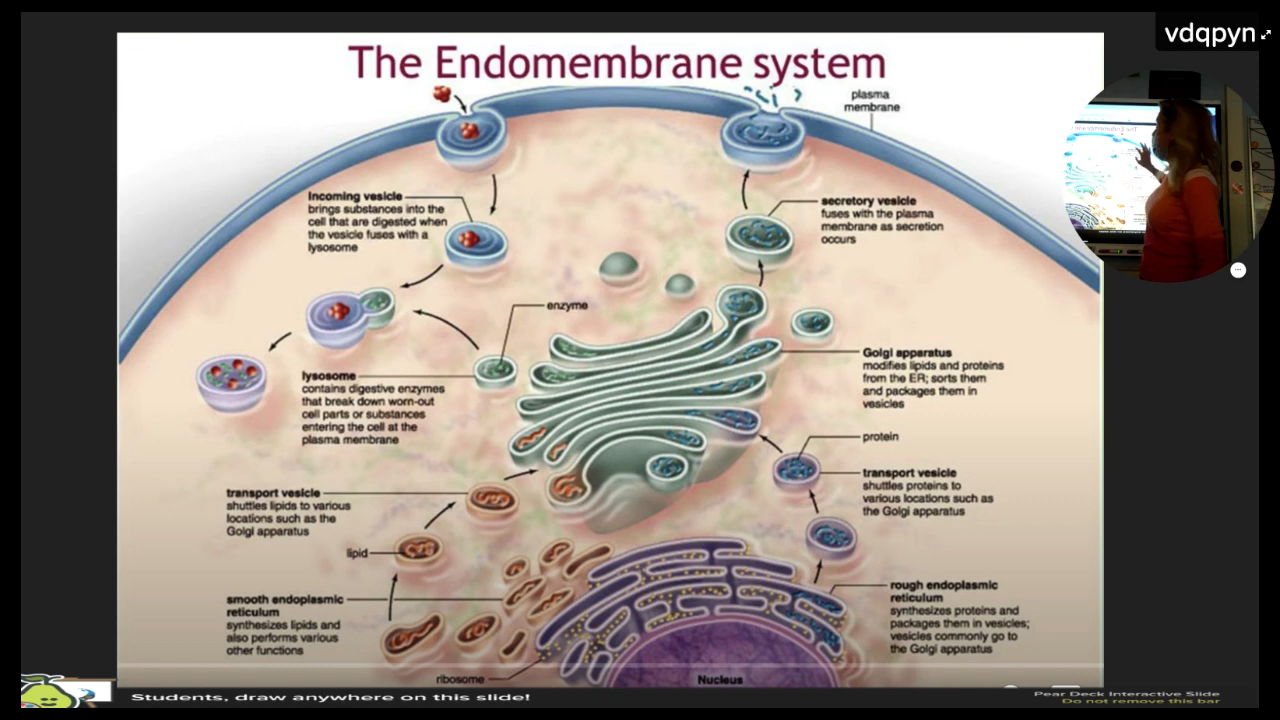 vdqpyn
The Endomembrane system
plasma
membrane
Incoming vesicle
brings substances into the
cell that are digested when
the vesicle fuses with a
lysosome
secretory vesicle
fuses with the plasma
membrane as secretion
occurs
enzyme
Golgi apparatus
modifies lipids and proteins
from the ER; sorts them
and packages them in
vesicles
lysosome
contains digestive enzymes
that break down worn-out
cell parts or substances
entering the cell at the
plasma membrane
protein
transport vesicle
shuttles proteins to
various locations such as
the Golgi apparatus
transport vesicle
shuttles lipids to various
locations such as the
Golgi apparatus
lipid
rough endoplasmic
reticulum
synthesizes proteins and
packages them in vesicles;
vesicles commonly go to
the Golgi apparatus
smooth endoplasmic
reticulum
synthesizes lipids and
also performs various
other functions
ribosome
Nucleus
Students, draw anywhere on this slide!
Pear Deck Interactive Slide
Do not remove this bar